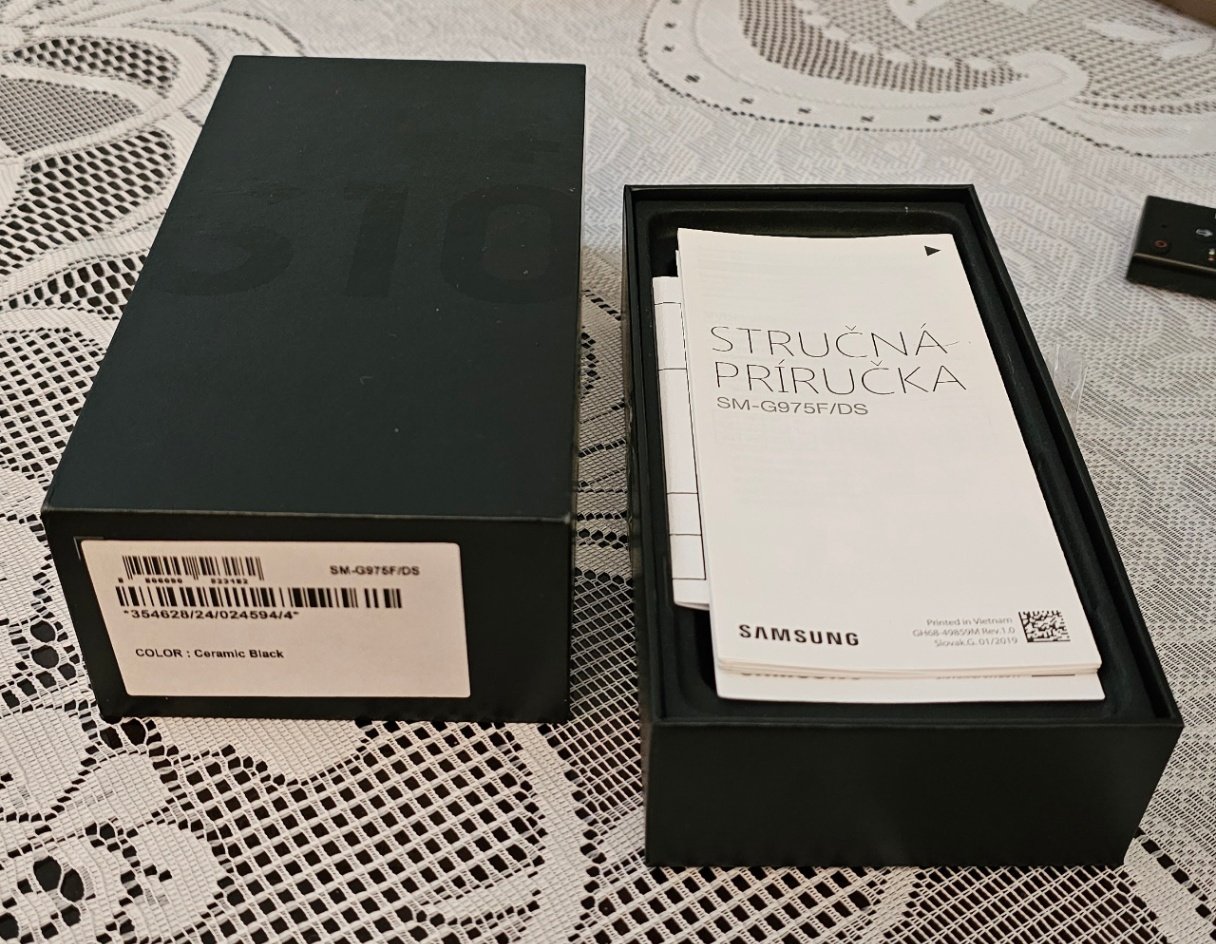 S10
SM-G975F/DS
*354628/24/024594/4*
COLOR : Ceramic Black
STRUČNÁ
PRÍRUČKA
SM-G975F/DS
SAMSUNG
Printed in Vietnam
GH68-49859M Rev.1.0
Slovak.G. 01/2019